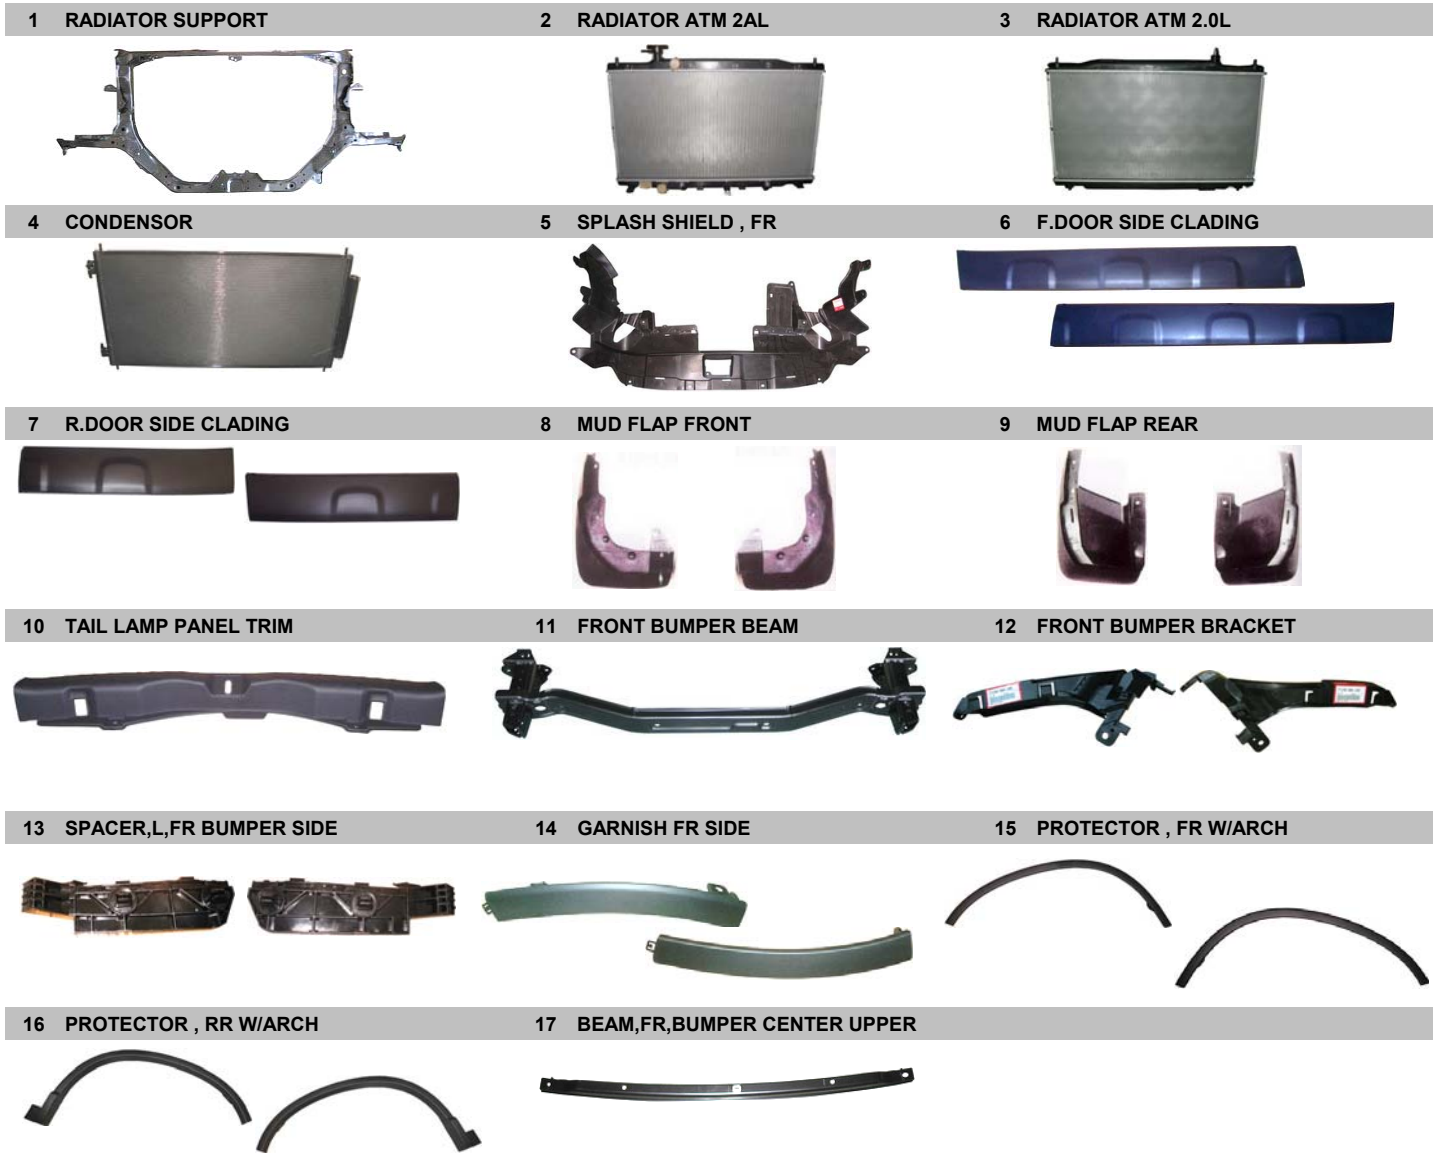 1 RADIATOR SUPPORT
2 RADIATOR ATM 2AL
3 RADIATOR ATM 2.0L
4 CONDENSOR
5 SPLASH SHIELD , FR
6 F.DOOR SIDE CLADING
7 R.DOOR SIDE CLADING
8 MUD FLAP FRONT
9 MUD FLAP REAR
10 TAIL LAMP PANEL TRIM
11 FRONT BUMPER BEAM
12 FRONT BUMPER BRACKET
13 SPACER,L,FR BUMPER SIDE
14 GARNISH FR SIDE
15 PROTECTOR , FR W/ARCH
16 PROTECTOR , RR W/ARCH
17 BEAM,FR,BUMPER CENTER UPPER